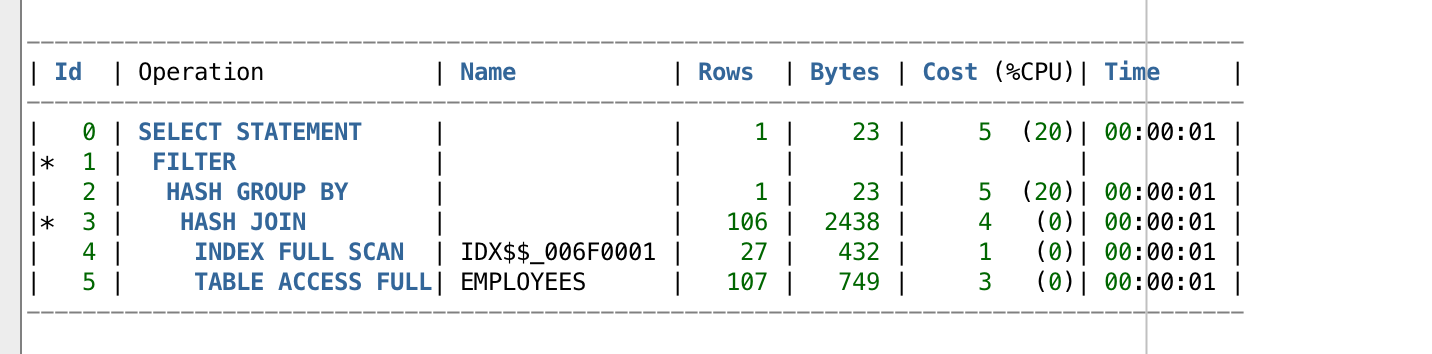 | Id  | Operation            | Name          | Rows  | Bytes | Cost (%CPU)| Time     |
|   0 | SELECT STATEMENT     |               |     1 |    23 |     5  (20)| 00:00:01 |
|*  1 |  FILTER              |               |       |       |            |          |
|   2 |   HASH GROUP BY      |               |     1 |    23 |     5  (20)| 00:00:01 |
|*  3 |    HASH JOIN         |               |   106 |  2438 |     4   (0)| 00:00:01 |
|   4 |     INDEX FULL SCAN  | IDX$$_006F0001 |    27 |   432 |     1   (0)| 00:00:01 |
|   5 |     TABLE ACCESS FULL| EMPLOYEES     |   107 |   749 |     3   (0)| 00:00:01 |